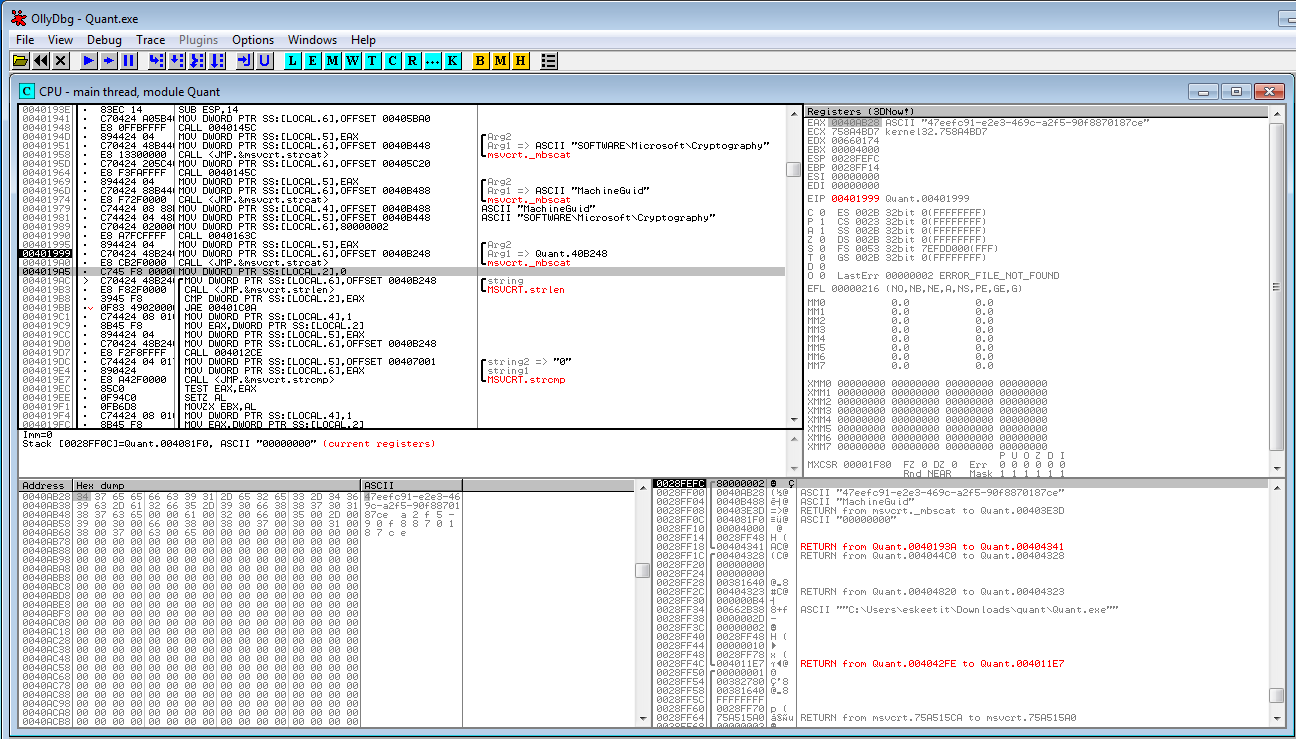 OllyDbg - Quant.exe
File View Debug Trace Plugins Options Windows Help
L E M W T C R ... K B M H
C CPU - main thread, module Quant
0040193E 83EC 14 SUB ESP,14
00401941 C70424 A05B4 MOV DWORD PTR SS:[LOCAL.6],OFFSET 00405BA0
00401948 E8 0FFBFFFF CALL 0040145C
894424 04 MOV DWORD PTR SS:[LOCAL.5],EAX Arg2
00401951 C70424 48B44 MOV DWORD PTR SS:[LOCAL.6],OFFSET 0040B448 Arg1 => ASCII "SOFTWARE\Microsoft\Cryptography"
00401958 E8 13300000 CALL <JMP.&msvcrt.strcat> msvcrt._mbscat
C70424 205C4 MOV DWORD PTR SS:[LOCAL.6],OFFSET 00405C20
00401964 E8 F3FAFFFF CALL 0040145C
00401969 894424 04 MOV DWORD PTR SS:[LOCAL.5],EAX Arg2
0040196D C70424 88B44 MOV DWORD PTR SS:[LOCAL.6],OFFSET 0040B488 Arg1 => ASCII "MachineGuid"
00401974 E8 F72F0000 CALL <JMP.&msvcrt.strcat> msvcrt._mbscat
00401979 C74424 08 88 MOV DWORD PTR SS:[LOCAL.4],OFFSET 0040B488 ASCII "MachineGuid"
00401981 C74424 04 48 MOV DWORD PTR SS:[LOCAL.5],OFFSET 0040B448 ASCII "SOFTWARE\Microsoft\Cryptography"
C70424 02000 MOV DWORD PTR SS:[LOCAL.6],80000002
00401990 E8 A7FCFFFF CALL 0040163C
00401995 894424 04 MOV DWORD PTR SS:[LOCAL.5],EAX Arg2
00401999 C70424 48B24 MOV DWORD PTR SS:[LOCAL.6],OFFSET 0040B248 Arg1 => Quant.40B248
004019A0 E8 CB2F0000 CALL <JMP.&msvcrt.strcat> msvcrt._mbscat
004019A5 C745 F8 0000 MOV DWORD PTR SS:[LOCAL.2],0
004019AC C70424 48B24 MOV DWORD PTR SS:[LOCAL.6],OFFSET 0040B248 string
004019B3 E8 F82F0000 CALL <JMP.&msvcrt.strlen> MSVCRT.strlen
004019B8 3945 F8 CMP DWORD PTR SS:[LOCAL.2],EAX
004019BB 0F83 49020000 JAE 00401C0A
004019C1 C74424 08 01 MOV DWORD PTR SS:[LOCAL.4],1
004019C9 8B45 F8 MOV EAX,DWORD PTR SS:[LOCAL.2]
004019CC 894424 04 MOV DWORD PTR SS:[LOCAL.5],EAX
004019D0 C70424 48B24 MOV DWORD PTR SS:[LOCAL.6],OFFSET 0040B248
004019D7 E8 F2F8FFFF CALL 004012CE
004019DC C74424 04 01 MOV DWORD PTR SS:[LOCAL.5],OFFSET 00407001 string2 => "0"
004019E4 890424 MOV DWORD PTR SS:[LOCAL.6],EAX string1
004019E7 E8 A42F0000 CALL <JMP.&msvcrt.strcmp> MSVCRT.strcmp
004019EC 85C0 TEST EAX,EAX
004019EE 0F94C0 SETZ AL
004019F1 0FB6D8 MOVZX EBX,AL
004019F4 C74424 08 01 MOV DWORD PTR SS:[LOCAL.4],1
004019FC 8B45 F8 MOV EAX,DWORD PTR SS:[LOCAL.2]
Imm=0
Stack [0028FF0C]=Quant.004081F0, ASCII "00000000" (current registers)
Registers (3DNow!)
EAX 0040AB28 ASCII "47eefc91-e2e3-469c-a2f5-90f8870187ce"
ECX 758A4BD7 kernel32.758A4BD7
EDX 00660174
EBX 00004000
ESP 0028FEFC
EBP 0028FF14
ESI 00000000
EDI 00000000
EIP 00401999 Quant.00401999
C 0 ES 002B 32bit 0(FFFFFFFF)
P 1 CS 0023 32bit 0(FFFFFFFF)
A 1 SS 002B 32bit 0(FFFFFFFF)
Z 0 DS 002B 32bit 0(FFFFFFFF)
S 0 FS 0053 32bit 7EFDD000(FFF)
T 0 GS 002B 32bit 0(FFFFFFFF)
D 0
O 0 LastErr 00000002 ERROR_FILE_NOT_FOUND
EFL 00000216 (NO,NB,NE,A,NS,PE,GE,G)
MM0 0.0 0.0
MM1 0.0 0.0
MM2 0.0 0.0
MM3 0.0 0.0
MM4 0.0 0.0
MM5 0.0 0.0
MM6 0.0 0.0
MM7 0.0 0.0
XMM0 00000000 00000000 00000000 00000000
XMM1 00000000 00000000 00000000 00000000
XMM2 00000000 00000000 00000000 00000000
XMM3 00000000 00000000 00000000 00000000
XMM4 00000000 00000000 00000000 00000000
XMM5 00000000 00000000 00000000 00000000
XMM6 00000000 00000000 00000000 00000000
XMM7 00000000 00000000 00000000 00000000
P U O Z D I
MXCSR 00001F80 FZ 0 DZ 0 Err 0 0 0 0 0 0
Rnd NEAR Mask 1 1 1 1 1 1
Address Hex dump ASCII
0040AB28 34 37 65 65 66 63 39 31 2D 65 32 65 33 2D 34 36 47eefc91-e2e3-46
0040AB38 39 63 2D 61 32 66 35 2D 39 30 66 38 38 37 30 31 9c-a2f5-90f88701
0040AB48 38 37 63 65 00 00 61 00 32 00 66 00 35 00 2D 00 87ce a 2 f 5 -
0040AB58 39 00 30 00 66 00 38 00 38 00 37 00 30 00 31 00 9 0 f 8 8 7 0 1
0040AB68 38 00 37 00 63 00 65 00 00 00 00 00 00 00 00 00 8 7 c e
0040AB78 00 00 00 00 00 00 00 00 00 00 00 00 00 00 00 00
0040AB88 00 00 00 00 00 00 00 00 00 00 00 00 00 00 00 00
0040AB98 00 00 00 00 00 00 00 00 00 00 00 00 00 00 00 00
0040ABA8 00 00 00 00 00 00 00 00 00 00 00 00 00 00 00 00
0040ABB8 00 00 00 00 00 00 00 00 00 00 00 00 00 00 00 00
0040ABC8 00 00 00 00 00 00 00 00 00 00 00 00 00 00 00 00
0040ABD8 00 00 00 00 00 00 00 00 00 00 00 00 00 00 00 00
0040ABE8 00 00 00 00 00 00 00 00 00 00 00 00 00 00 00 00
0040ABF8 00 00 00 00 00 00 00 00 00 00 00 00 00 00 00 00
0040AC08 00 00 00 00 00 00 00 00 00 00 00 00 00 00 00 00
0040AC18 00 00 00 00 00 00 00 00 00 00 00 00 00 00 00 00
0040AC28 00 00 00 00 00 00 00 00 00 00 00 00 00 00 00 00
0040AC38 00 00 00 00 00 00 00 00 00 00 00 00 00 00 00 00
0040AC48 00 00 00 00 00 00 00 00 00 00 00 00 00 00 00 00
0040AC58 00 00 00 00 00 00 00 00 00 00 00 00 00 00 00 00
0040AC68 00 00 00 00 00 00 00 00 00 00 00 00 00 00 00 00
0040AC78 00 00 00 00 00 00 00 00 00 00 00 00 00 00 00 00
0040AC88 00 00 00 00 00 00 00 00 00 00 00 00 00 00 00 00
0040AC98 00 00 00 00 00 00 00 00 00 00 00 00 00 00 00 00
0040ACA8 00 00 00 00 00 00 00 00 00 00 00 00 00 00 00 00
0040ACB8 00 00 00 00 00 00 00 00 00 00 00 00 00 00 00 00
0028FEFC 80000002
0028FF00 0040AB28 ASCII "47eefc91-e2e3-469c-a2f5-90f8870187ce"
0028FF04 0040B488 ASCII "MachineGuid"
0028FF08 00403E3D RETURN from msvcrt._mbscat to Quant.00403E3D
0028FF0C 004081F0 ASCII "00000000"
0028FF10 00004000 @
0028FF14 0028FF48 H (
0028FF18 00404341 AC@ RETURN from Quant.0040193A to Quant.00404341
0028FF1C 00404328 (C@ RETURN from Quant.004044C0 to Quant.00404328
0028FF20 00000000
0028FF24 00000000
0028FF28 00381640 @.8
0028FF2C 00404323 #C@ RETURN from Quant.00404820 to Quant.00404323
0028FF30 000000B4
0028FF34 00662B38 8+f ASCII ""C:\Users\eskeetit\Downloads\quant\Quant.exe""
0028FF38 0000002D -
0028FF3C 00000002
0028FF40 0028FF48 H (
0028FF44 00000010
0028FF48 0028FF78 x (
0028FF4C 004011E7 RETURN from Quant.004042FE to Quant.004011E7
0028FF50 00000001
0028FF54 00382780 Ç'8
0028FF58 00381640 @.8
0028FF5C FFFFFFFF
0028FF60 0028FF70 p (
0028FF64 75A515A0 RETURN from msvcrt.75A515CA to msvcrt.75A515A0